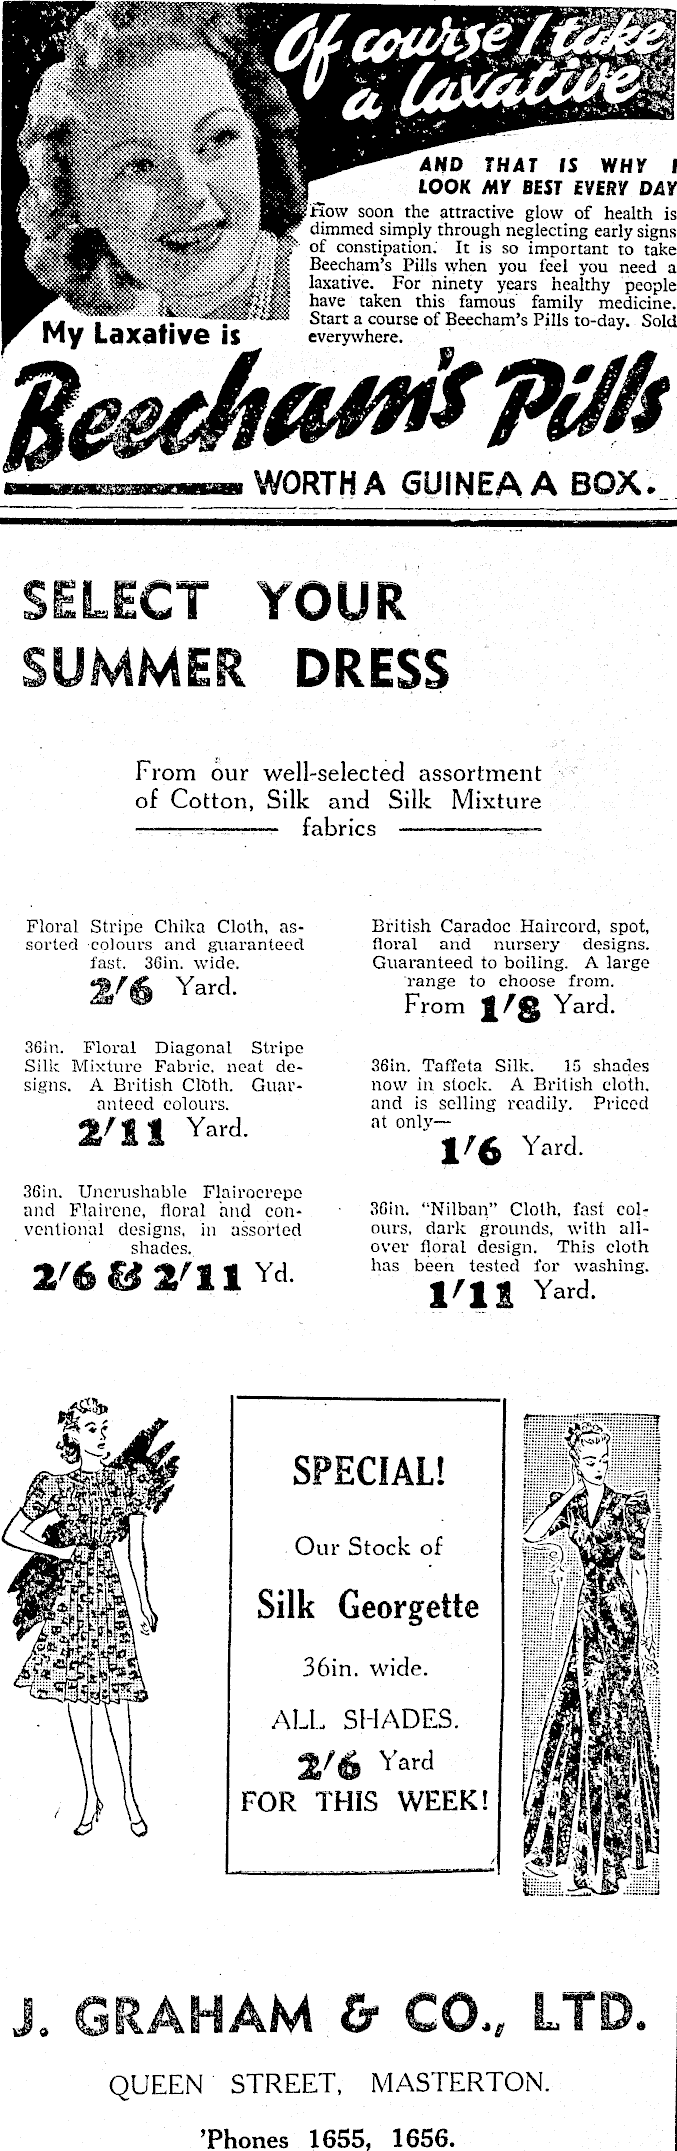 Of course I take
a laxative
AND THAT IS WHY I
LOOK MY BEST EVERY DAY
How soon the attractive glow of health is
dimmed simply through neglecting early signs
of constipation. It is so important to take
Beecham's Pills when you feel you need a
laxative. For ninety years healthy people
have taken this famous family medicine.
Start a course of Beecham's Pills to-day. Sold
everywhere.
My Laxative is
Beecham's Pills
WORTH A GUINEA A BOX.
SELECT YOUR
SUMMER DRESS
From our well-selected assortment
of Cotton, Silk and Silk Mixture
fabrics
Floral Stripe Chika Cloth, as-
sorted colours and guaranteed
fast. 36in. wide.
2/6 Yard.
36in. Floral Diagonal Stripe
Silk Mixture Fabric, neat de-
signs. A British Cloth. Guar-
anteed colours.
2/11 Yard.
36in. Uncrushable Flairocrepe
and Flairene, floral and con-
ventional designs, in assorted
shades.
2/6 & 2/11 Yd.
British Caradoc Haircord, spot,
floral and nursery designs.
Guaranteed to boiling. A large
range to choose from.
From 1/8 Yard.
36in. Taffeta Silk. 15 shades
now in stock. A British cloth,
and is selling readily. Priced
at only—
1/6 Yard.
36in. "Nilban" Cloth, fast col-
ours, dark grounds, with all-
over floral design. This cloth
has been tested for washing.
1/11 Yard.
SPECIAL!
Our Stock of
Silk Georgette
36in. wide.
ALL SHADES.
2/6 Yard
FOR THIS WEEK!
J. GRAHAM & CO., LTD.
QUEEN STREET, MASTERTON.
'Phones 1655, 1656.